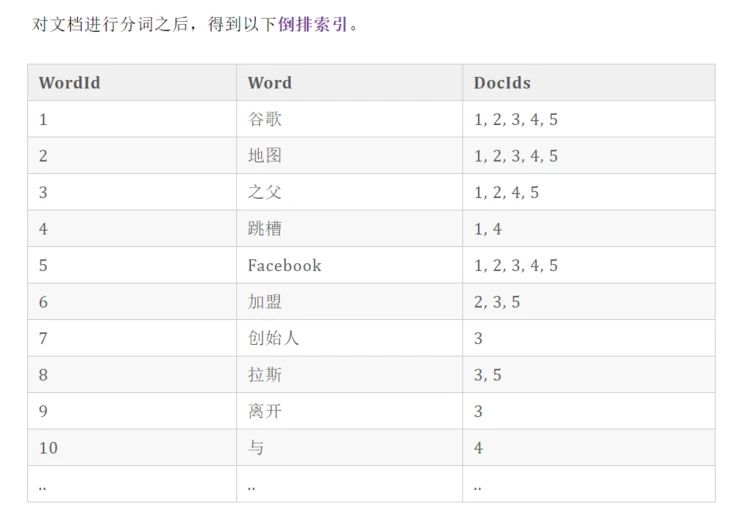 对文档进行分词之后，得到以下倒排索引。
WordId Word DocIds
1 谷歌 1, 2, 3, 4, 5
2 地图 1, 2, 3, 4, 5
3 之父 1, 2, 4, 5
4 跳槽 1, 4
5 Facebook 1, 2, 3, 4, 5
6 加盟 2, 3, 5
7 创始人 3
8 拉斯 3, 5
9 离开 3
10 与 4
.. .. ..